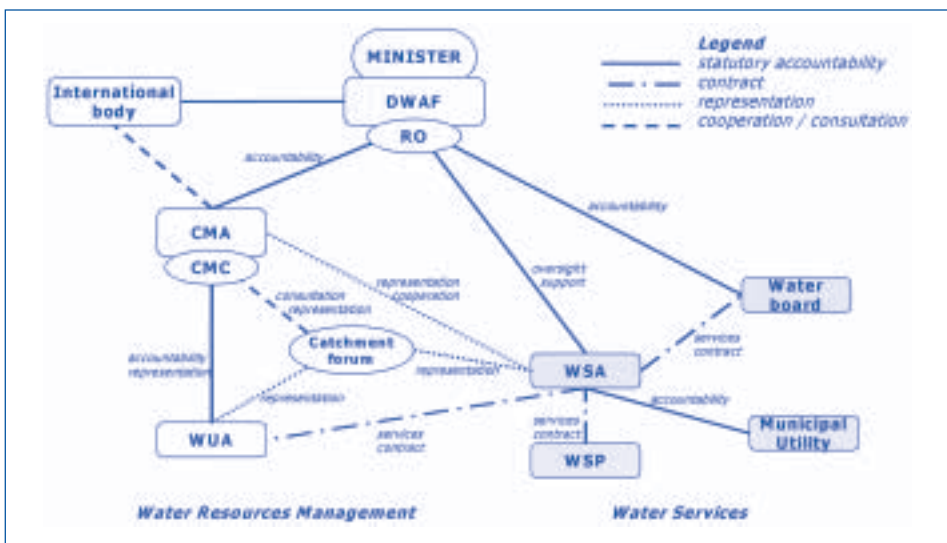 MINISTER
Legend
statutory accountability
contract
representation
cooperation / consultation
International
body
DWAF
RO
accountability
accountability
CMA
CMC
representation
cooperation
oversight
support
consultation
representation
Water
board
Catchment
forum
services
contract
accountability
representation
representation
WSA
representation
accountability
WUA
services
contract
services
contract
WSP
Municipal
Utility
Water Resources Management
Water Services